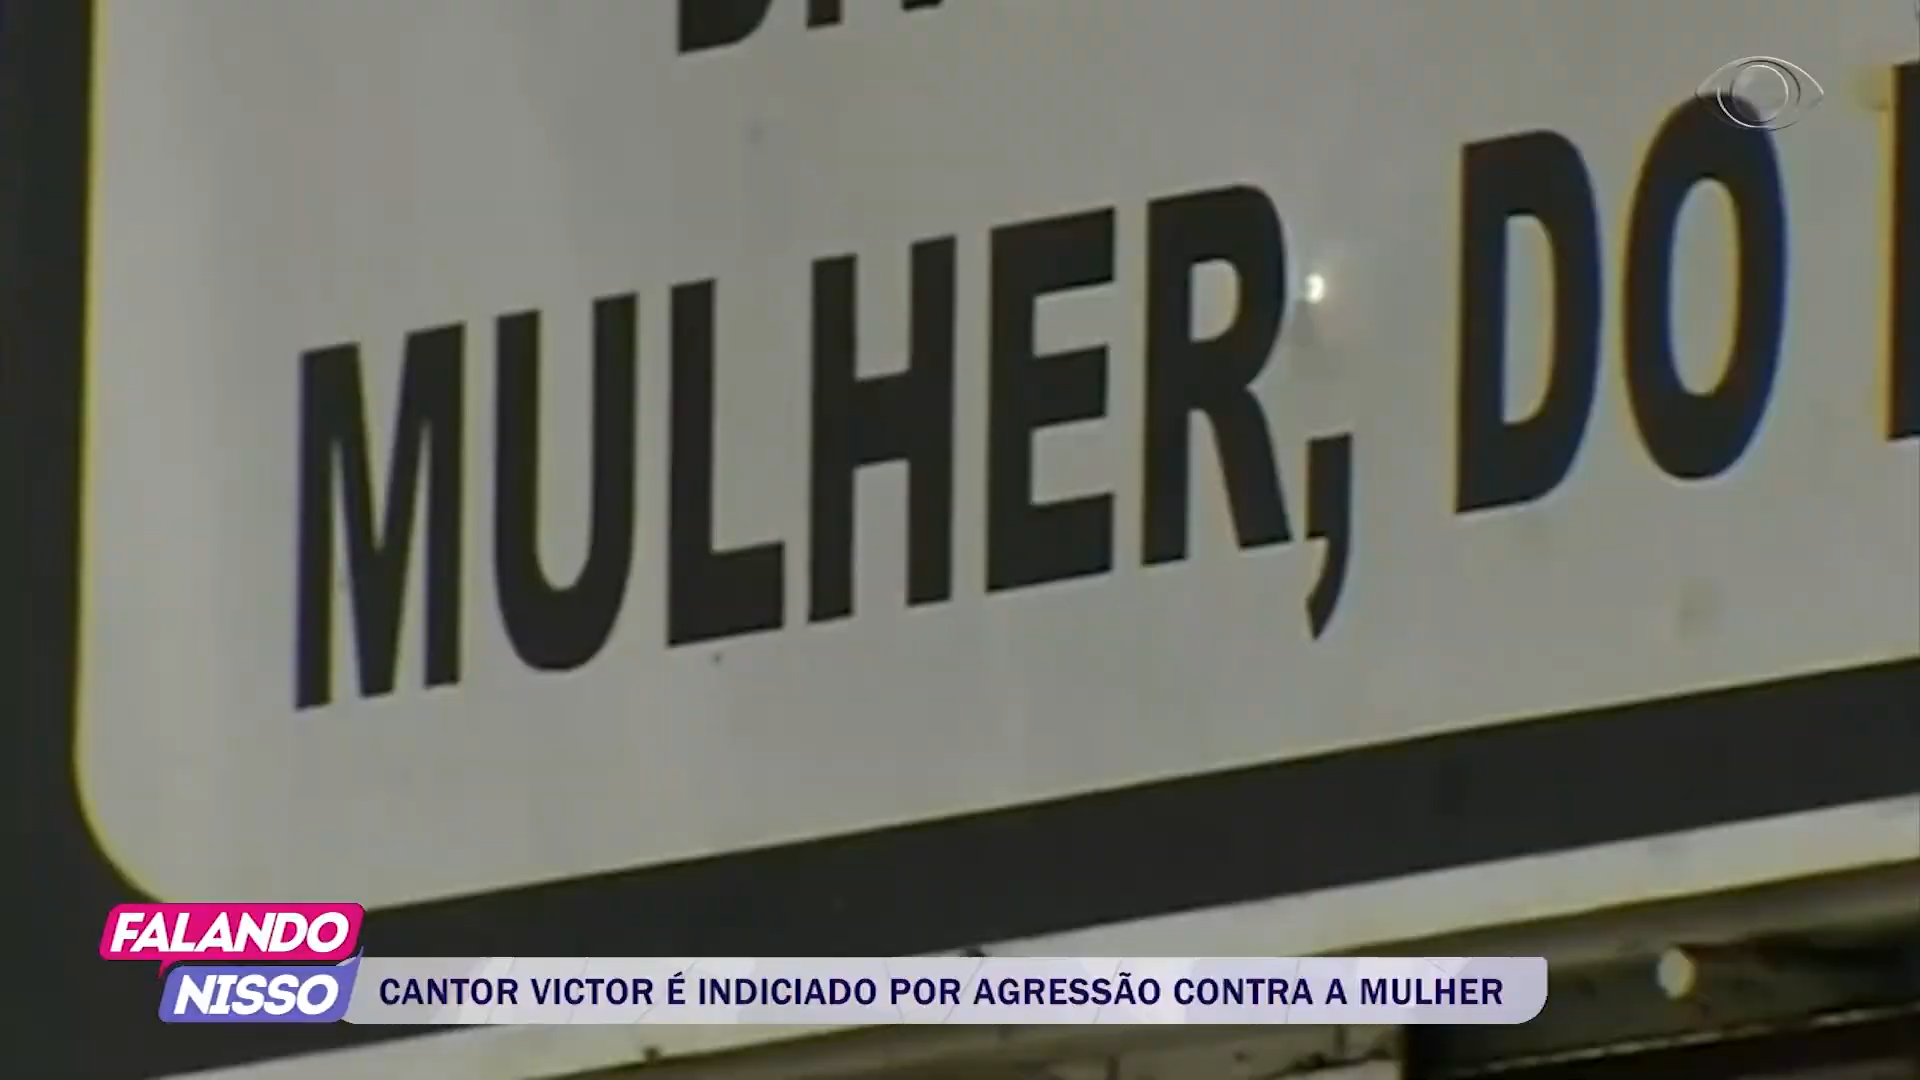 MULHER, DO
FALANDO
NISSO
CANTOR VICTOR É INDICIADO POR AGRESSÃO CONTRA A MULHER